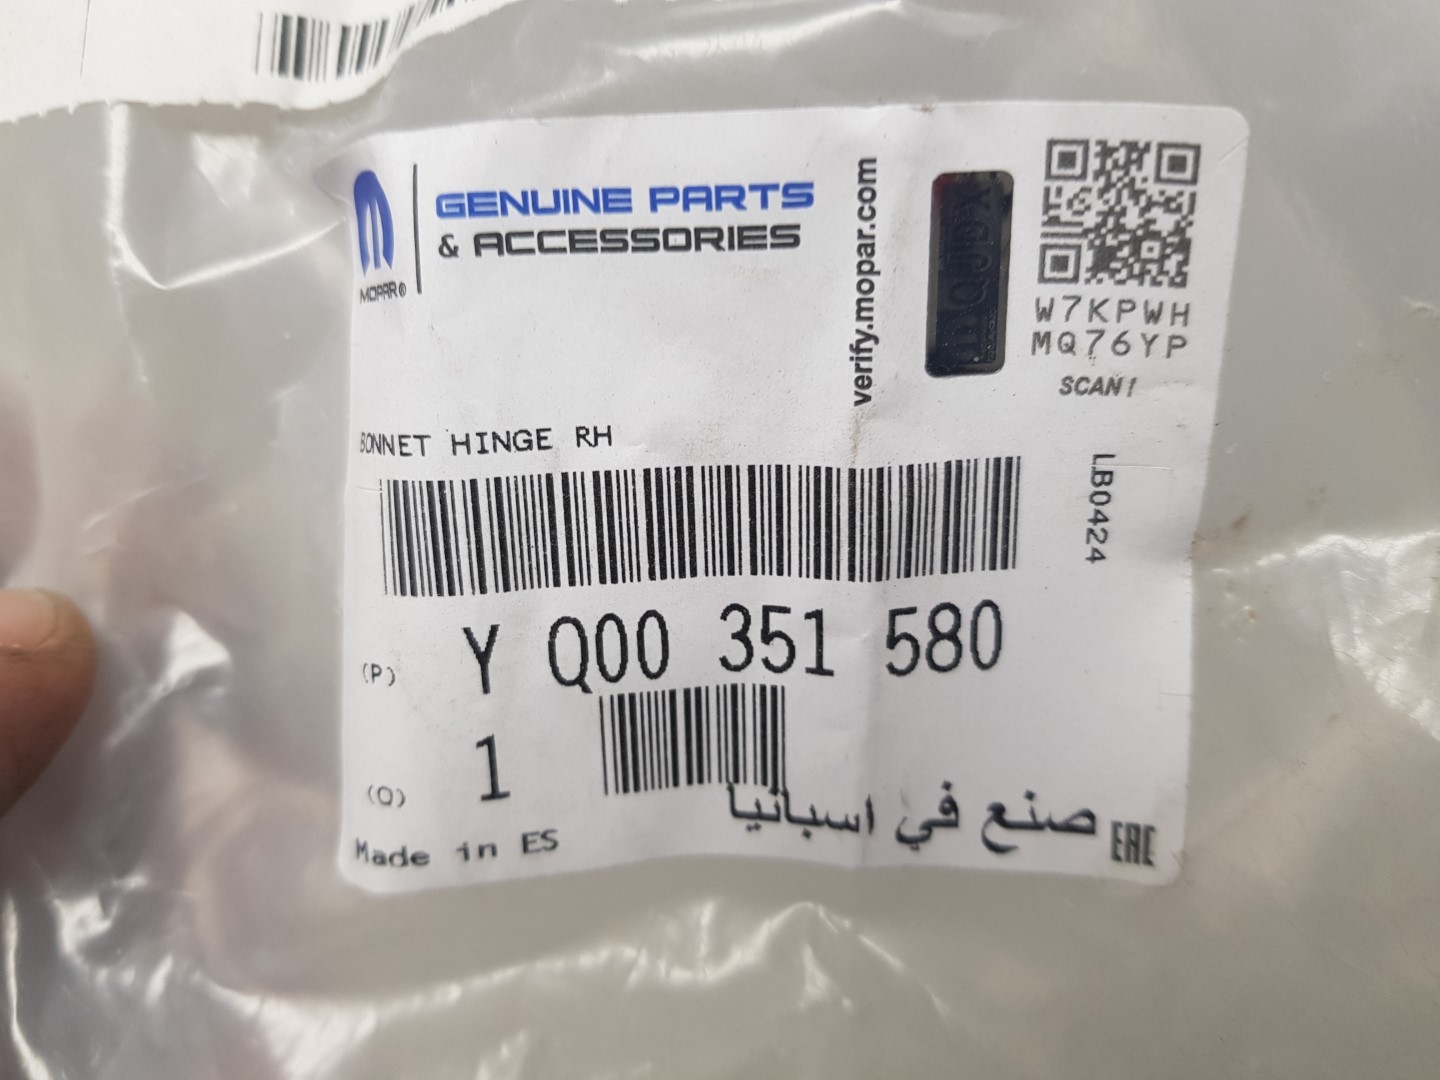 MOPAR®
GENUINE PARTS
& ACCESSORIES
verify.mopar.com
W7KPWH
MQ76YP
SCAN!
BONNET HINGE RH
LB0424
(P) Y Q00 351 580
(Q) 1
Made in ES
صنع في اسبانيا
EAC